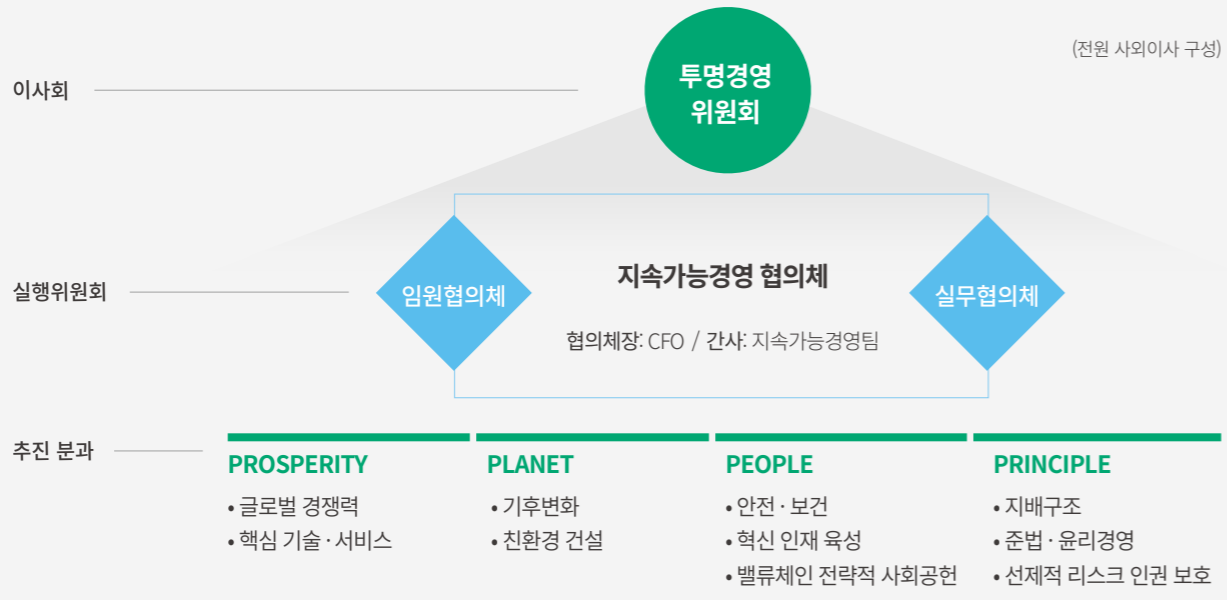 (전원 사외이사 구성)
이사회
투명경영
위원회
실행위원회
임원협의체
지속가능경영 협의체
협의체장: CFO / 간사: 지속가능경영팀
실무협의체
추진 분과
PROSPERITY
• 글로벌 경쟁력
• 핵심 기술 · 서비스
PLANET
• 기후변화
• 친환경 건설
PEOPLE
• 안전 · 보건
• 혁신 인재 육성
• 밸류체인 전략적 사회공헌
PRINCIPLE
• 지배구조
• 준법 · 윤리경영
• 선제적 리스크 인권 보호